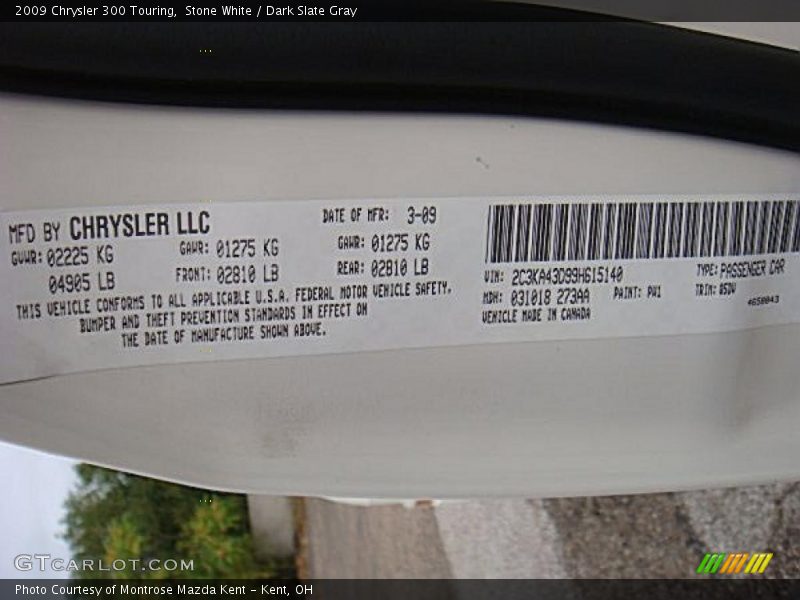 2009 Chrysler 300 Touring,  Stone White / Dark Slate Gray
MFD BY CHRYSLER LLC
DATE OF MFR: 3-09
GVWR: 02225 KG
GAWR: 01275 KG
GAWR: 01275 KG
04905 LB
FRONT: 02810 LB
REAR: 02810 LB
THIS VEHICLE CONFORMS TO ALL APPLICABLE U.S.A. FEDERAL MOTOR VEHICLE SAFETY,
BUMPER AND THEFT PREVENTION STANDARDS IN EFFECT ON
THE DATE OF MANUFACTURE SHOWN ABOVE.
VIN: 2C3KA43D99H615140
TYPE: PASSENGER CAR
MDH: 031018 273AA
PAINT: PW1
TRIM: BSDV
VEHICLE MADE IN CANADA
4658043
GTCARLOT.COM
Photo Courtesy of Montrose Mazda Kent - Kent, OH